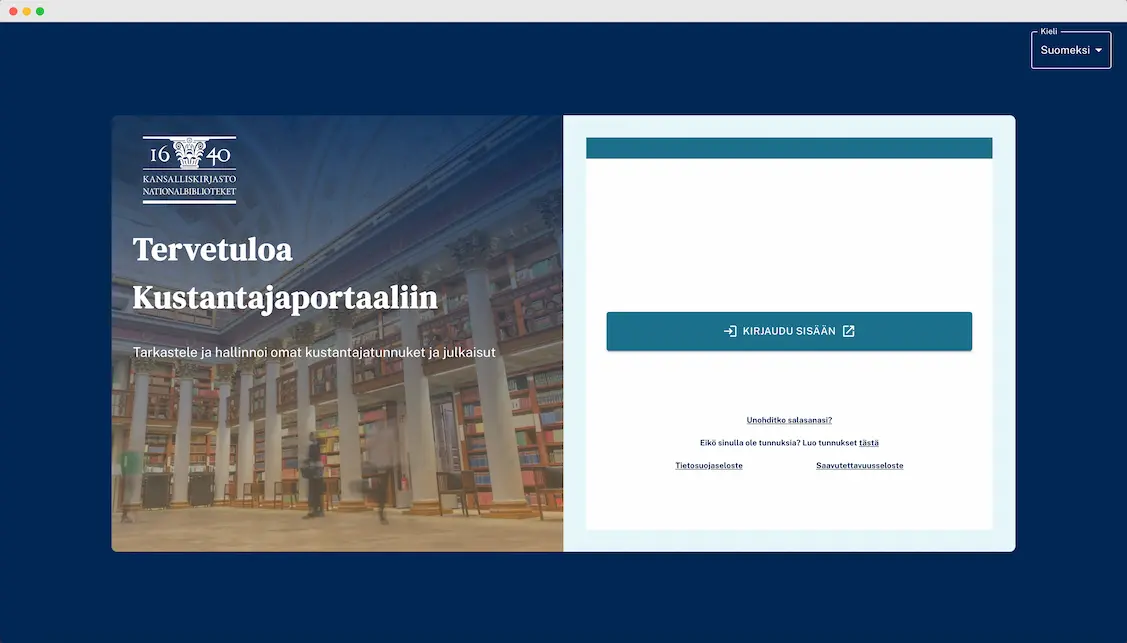 Kieli
Suomeksi
16 40
KANSALLISKIRJASTO
NATIONALBIBLIOTEKET
Tervetuloa
Kustantajaportaaliin
Tarkastele ja hallinnoi omat kustantajatunnuket ja julkaisut
KIRJAUDU SISÄÄN
Unohditko salasanasi?
Eikö sinulla ole tunnuksia? Luo tunnukset tästä
Tietosuojaseloste
Saavutettavuusseloste